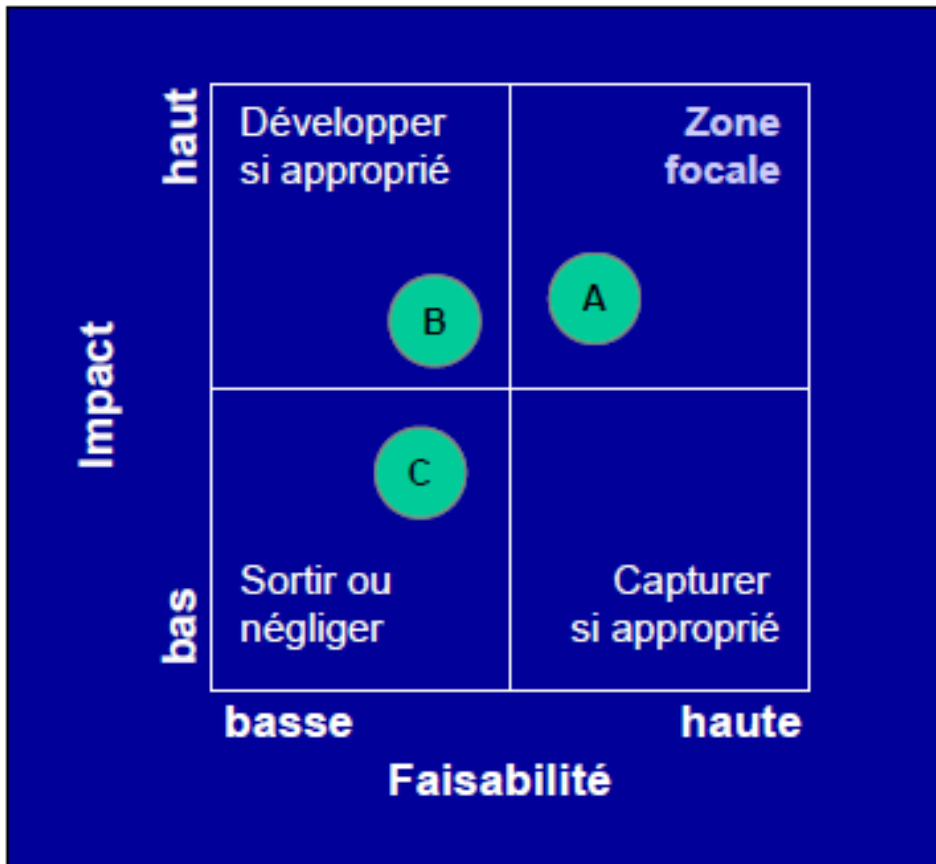 haut
Développer
si approprié
Zone
focale
B
A
Impact
C
bas
Sortir ou
négliger
Capturer
si approprié
basse
haute
Faisabilité